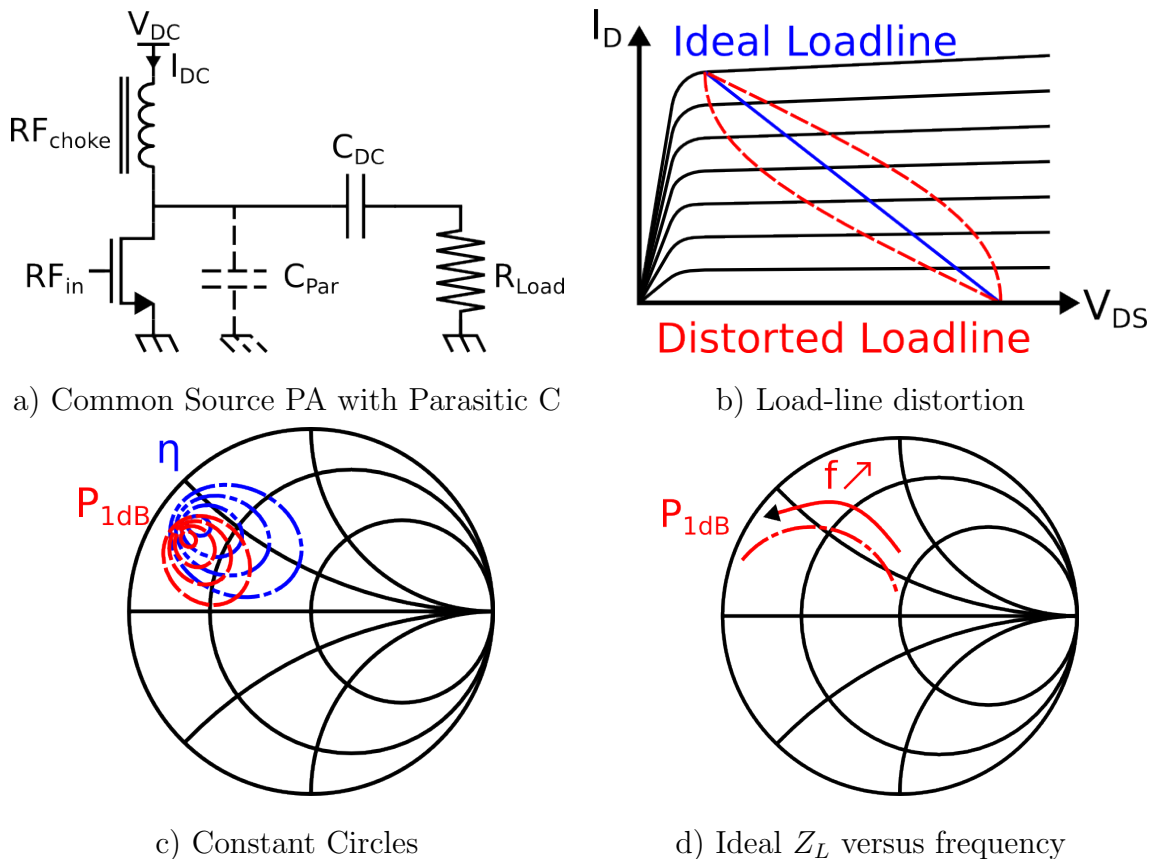 V_DC
I_DC
RF_choke
C_DC
RF_in
C_Par
R_Load
a) Common Source PA with Parasitic C
I_D
Ideal Loadline
V_DS
Distorted Loadline
b) Load-line distortion
η
P_1dB
c) Constant Circles
f ↗
P_1dB
d) Ideal Z_L versus frequency